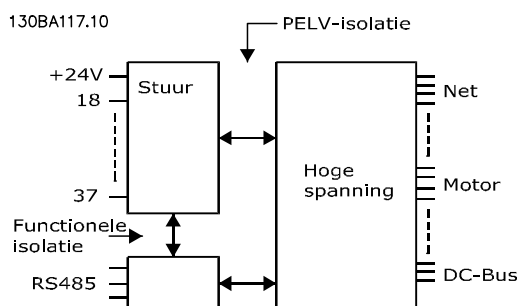 130BA117.10
PELV-isolatie
+24V
18
37
Stuur
Hoge
spanning
Net
Motor
DC-Bus
Functionele
isolatie
RS485